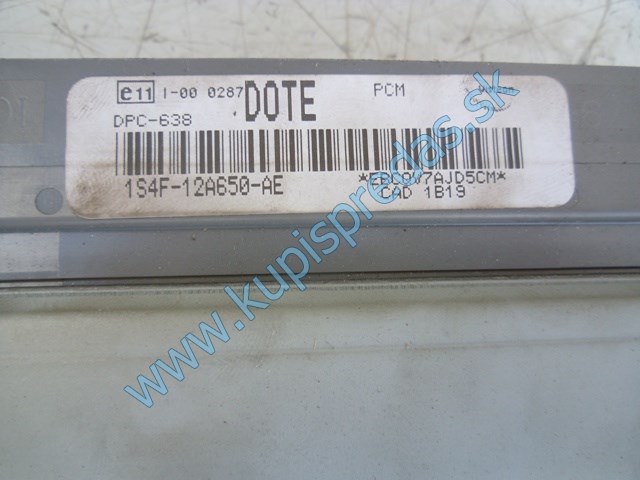 e11 I-00 0287 DOTE PCM
DPC-638
1S4F-12A650-AE
CAD 1B19
www.kupispredas.sk